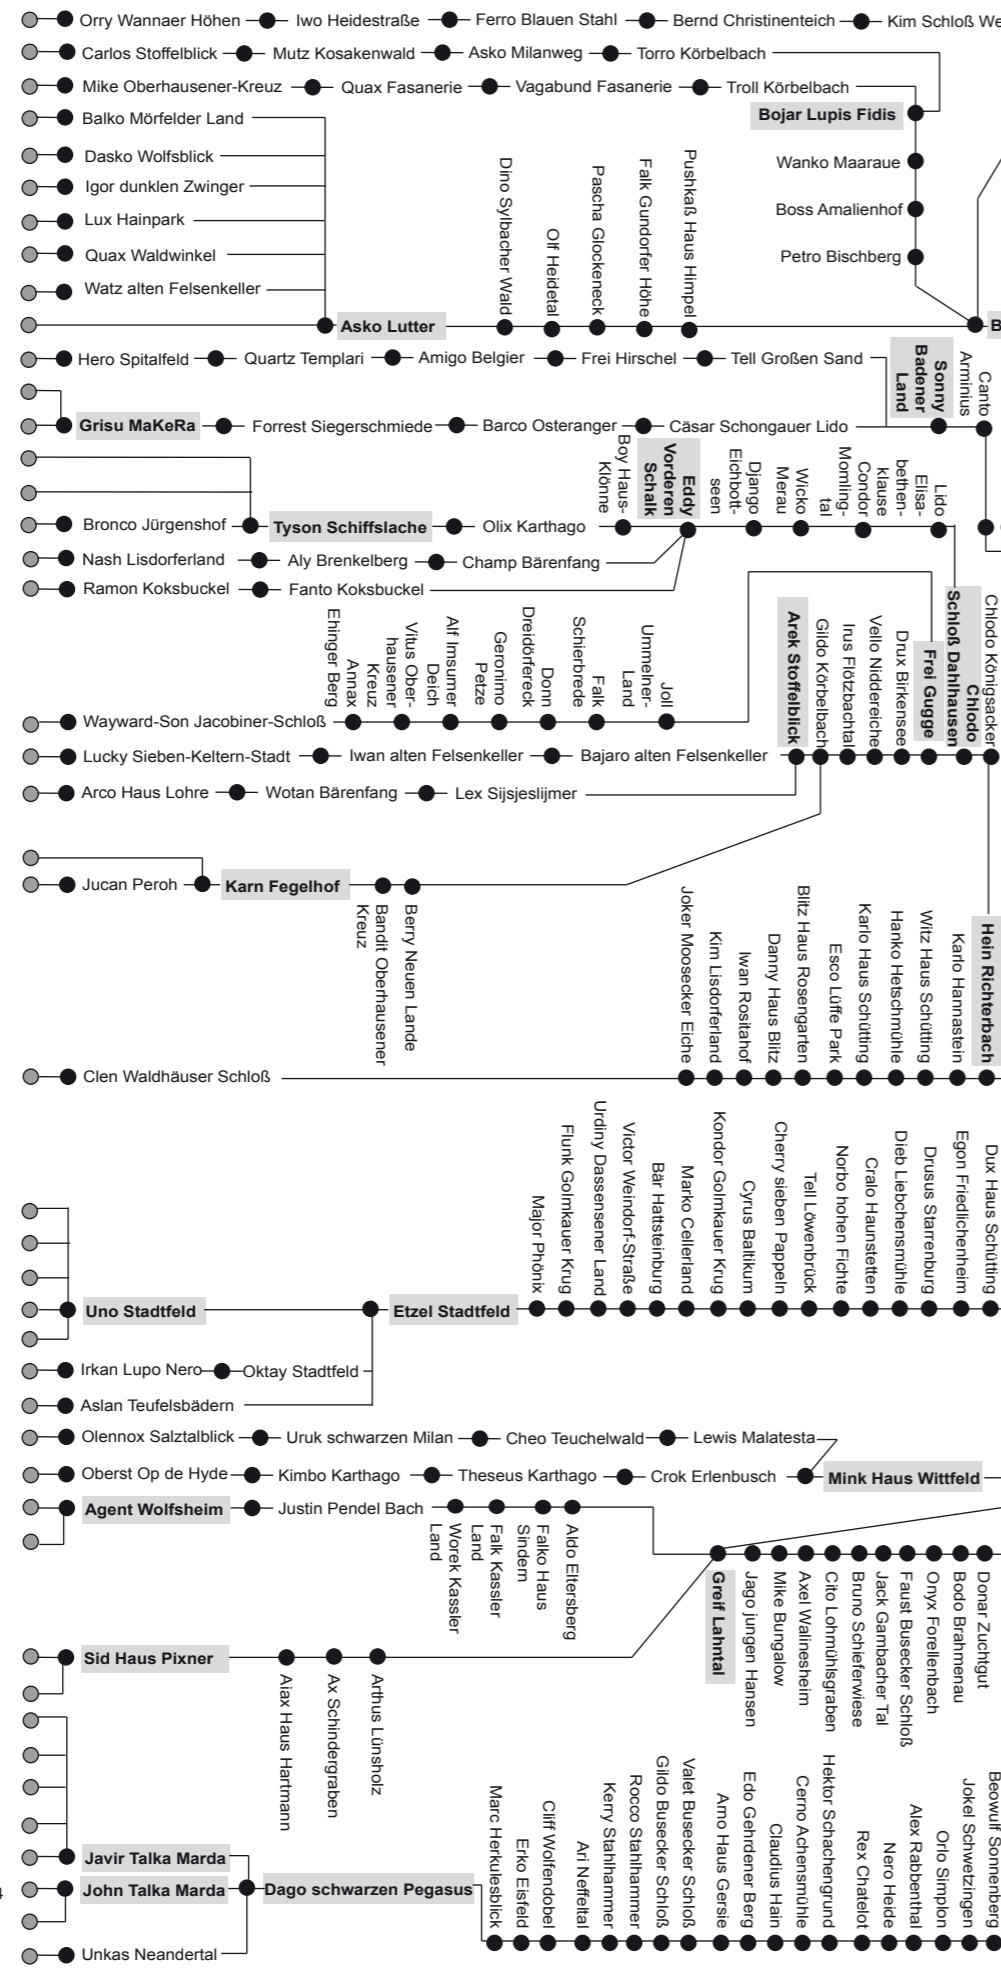 Orry Wannaer Höhen Iwo Heidestraße Ferro Blauen Stahl Bernd Christinenteich Kim Schloß We
Carlos Stoffelblick Mutz Kosakenwald Asko Milanweg Torro Körbelbach
Mike Oberhausener-Kreuz Quax Fasanerie Vagabund Fasanerie Troll Körbelbach
Balko Mörfelder Land
Bojar Lupis Fidis
Dasko Wolfsblick
Wanko Maaraue
Igor dunklen Zwinger
Boss Amalienhof
Lux Hainpark
Quax Waldwinkel
Petro Bischberg
Watz alten Felsenkeller
Dino Sylbacher Wald
Olf Heidetal
Pascha Glockeneck
Falk Gundorfer Höhe
Pushkaß Haus Himpel
Asko Lutter
B
Hero Spitalfeld Quartz Templari Amigo Belgier Frei Hirschel Tell Großen Sand
Sonny
Badener
Land
Canto
Arminius
Grisu MaKeRa Forrest Siegerschmiede Barco Osteranger Cäsar Schongauer Lido
Boy Haus-
Klönne
Eddy
Vorderen
Schalk
Django
Eichbott-
seen
Wicko
Merau
Condor
Momling-
tal
Lido
Elisa-
bethen-
klause
Bronco Jürgenshof Tyson Schiffslache Olix Karthago
Nash Lisdorferland Aly Brenkelberg Champ Bärenfang
Ramon Koksbuckel Fanto Koksbuckel
Annax
Ehinger Berg
Vitus Ober-
hausener
Kreuz
Alf Imsumer
Deich
Geronimo
Petze
Donn
Dreidörfereck
Falk
Schierbrede
Joll
Ummelner-
Land
Arek Stoffelblick
Gildo Körbelbach
Irus Flötzbachtal
Vello Niddereiche
Drux Birkensee
Frei Gugge
Chlodo
Schloß Dahlhausen
Chlodo Königsacker
Wayward-Son Jacobiner-Schloß
Lucky Sieben-Keltern-Stadt Iwan alten Felsenkeller Bajaro alten Felsenkeller
Arco Haus Lohre Wotan Bärenfang Lex Sijsjeslijmer
Jucan Peroh Karn Fegelhof
Bandit Oberhausener
Kreuz
Berry Neuen Lande
Joker Moosecker Eiche
Kim Lisdorferland
Iwan Rositahof
Danny Haus Blitz
Blitz Haus Rosengarten
Esco Lüffe Park
Karlo Haus Schütting
Hanko Hetschmühle
Witz Haus Schütting
Karlo Hannastein
Hein Richterbach
Clen Waldhäuser Schloß
Major Phönix
Flunk Golmkauer Krug
Urdiny Dassensener Land
Victor Weindorf-Straße
Bär Hattsteinburg
Marko Cellerland
Kondor Golmkauer Krug
Cyrus Baltikum
Cherry sieben Pappeln
Tell Löwenbrück
Norbo hohen Fichte
Cralo Haunstetten
Dieb Liebchensmühle
Drusus Starrenburg
Egon Friedlichenheim
Dux Haus Schütting
Uno Stadtfeld Etzel Stadtfeld
Irkan Lupo Nero Oktay Stadtfeld
Aslan Teufelsbädern
Olennox Salztalblick Uruk schwarzen Milan Cheo Teuchelwald Lewis Malatesta
Oberst Op de Hyde Kimbo Karthago Theseus Karthago Crok Erlenbusch Mink Haus Wittfeld
Agent Wolfsheim Justin Pendel Bach
Worek Kassler
Land
Falk Kassler
Land
Falko Haus
Sindern
Aldo Eltersberg
Greif Lahntal
Jago jungen Hansen
Mike Bungalow
Axel Walinesheim
Cito Lohmühlsgraben
Bruno Schieferwiese
Jack Gambacher Tal
Faust Busecker Schloß
Onyx Forellenbach
Bodo Brahmenau
Donar Zuchtgut
Sid Haus Pixner
Aiax Haus Hartmann
Ax Schindergraben
Arthus Lünsholz
Javir Talka Marda
John Talka Marda Dago schwarzen Pegasus
Unkas Neandertal
Marc Herkulesblick
Erko Eisfeld
Cliff Wolfendobel
Ari Neffeltal
Kerry Stahlhammer
Rocco Stahlhammer
Gildo Busecker Schloß
Valet Busecker Schloß
Arno Haus Gersie
Edo Gehrdener Berg
Claudius Hain
Cerno Achensmühle
Hektor Schachengrund
Rex Chatelot
Nero Heide
Alex Rabbenthal
Orlo Simplon
Jokel Schwetzingen
Beowulf Sonnenberg